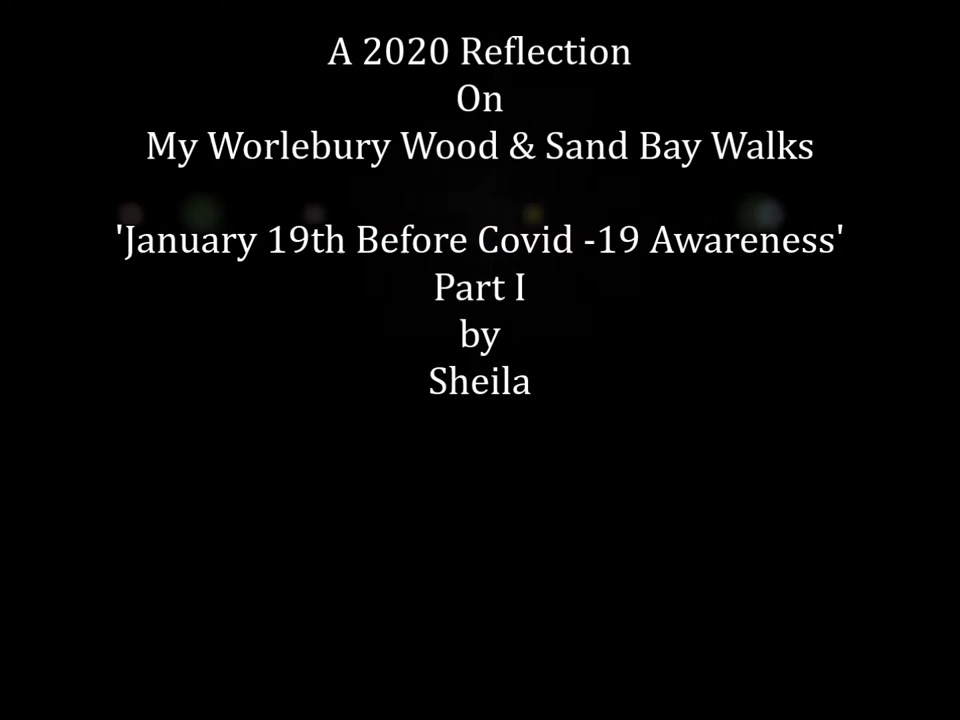 A 2020 Reflection
On
My Worlebury Wood & Sand Bay Walks
'January 19th Before Covid -19 Awareness'
Part I
by
Sheila